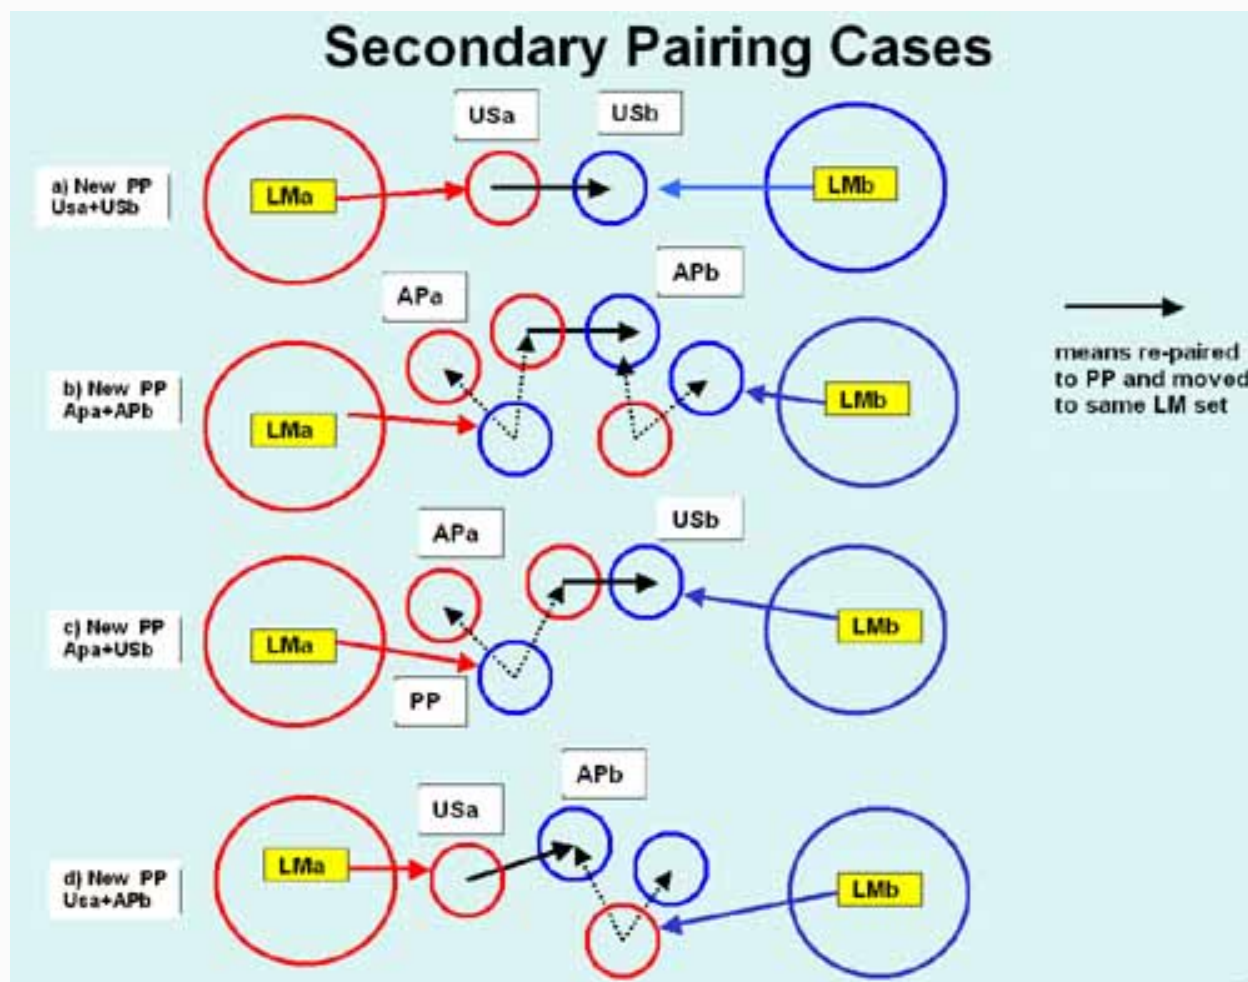 Secondary Pairing Cases
USa
USb
a) New PP
Usa+USb
LMa
LMb
APa
APb
b) New PP
Apa+APb
LMa
LMb
means re-paired
to PP and moved
to same LM set
APa
USb
c) New PP
Apa+USb
LMa
LMb
PP
USa
APb
d) New PP
Usa+APb
LMa
LMb